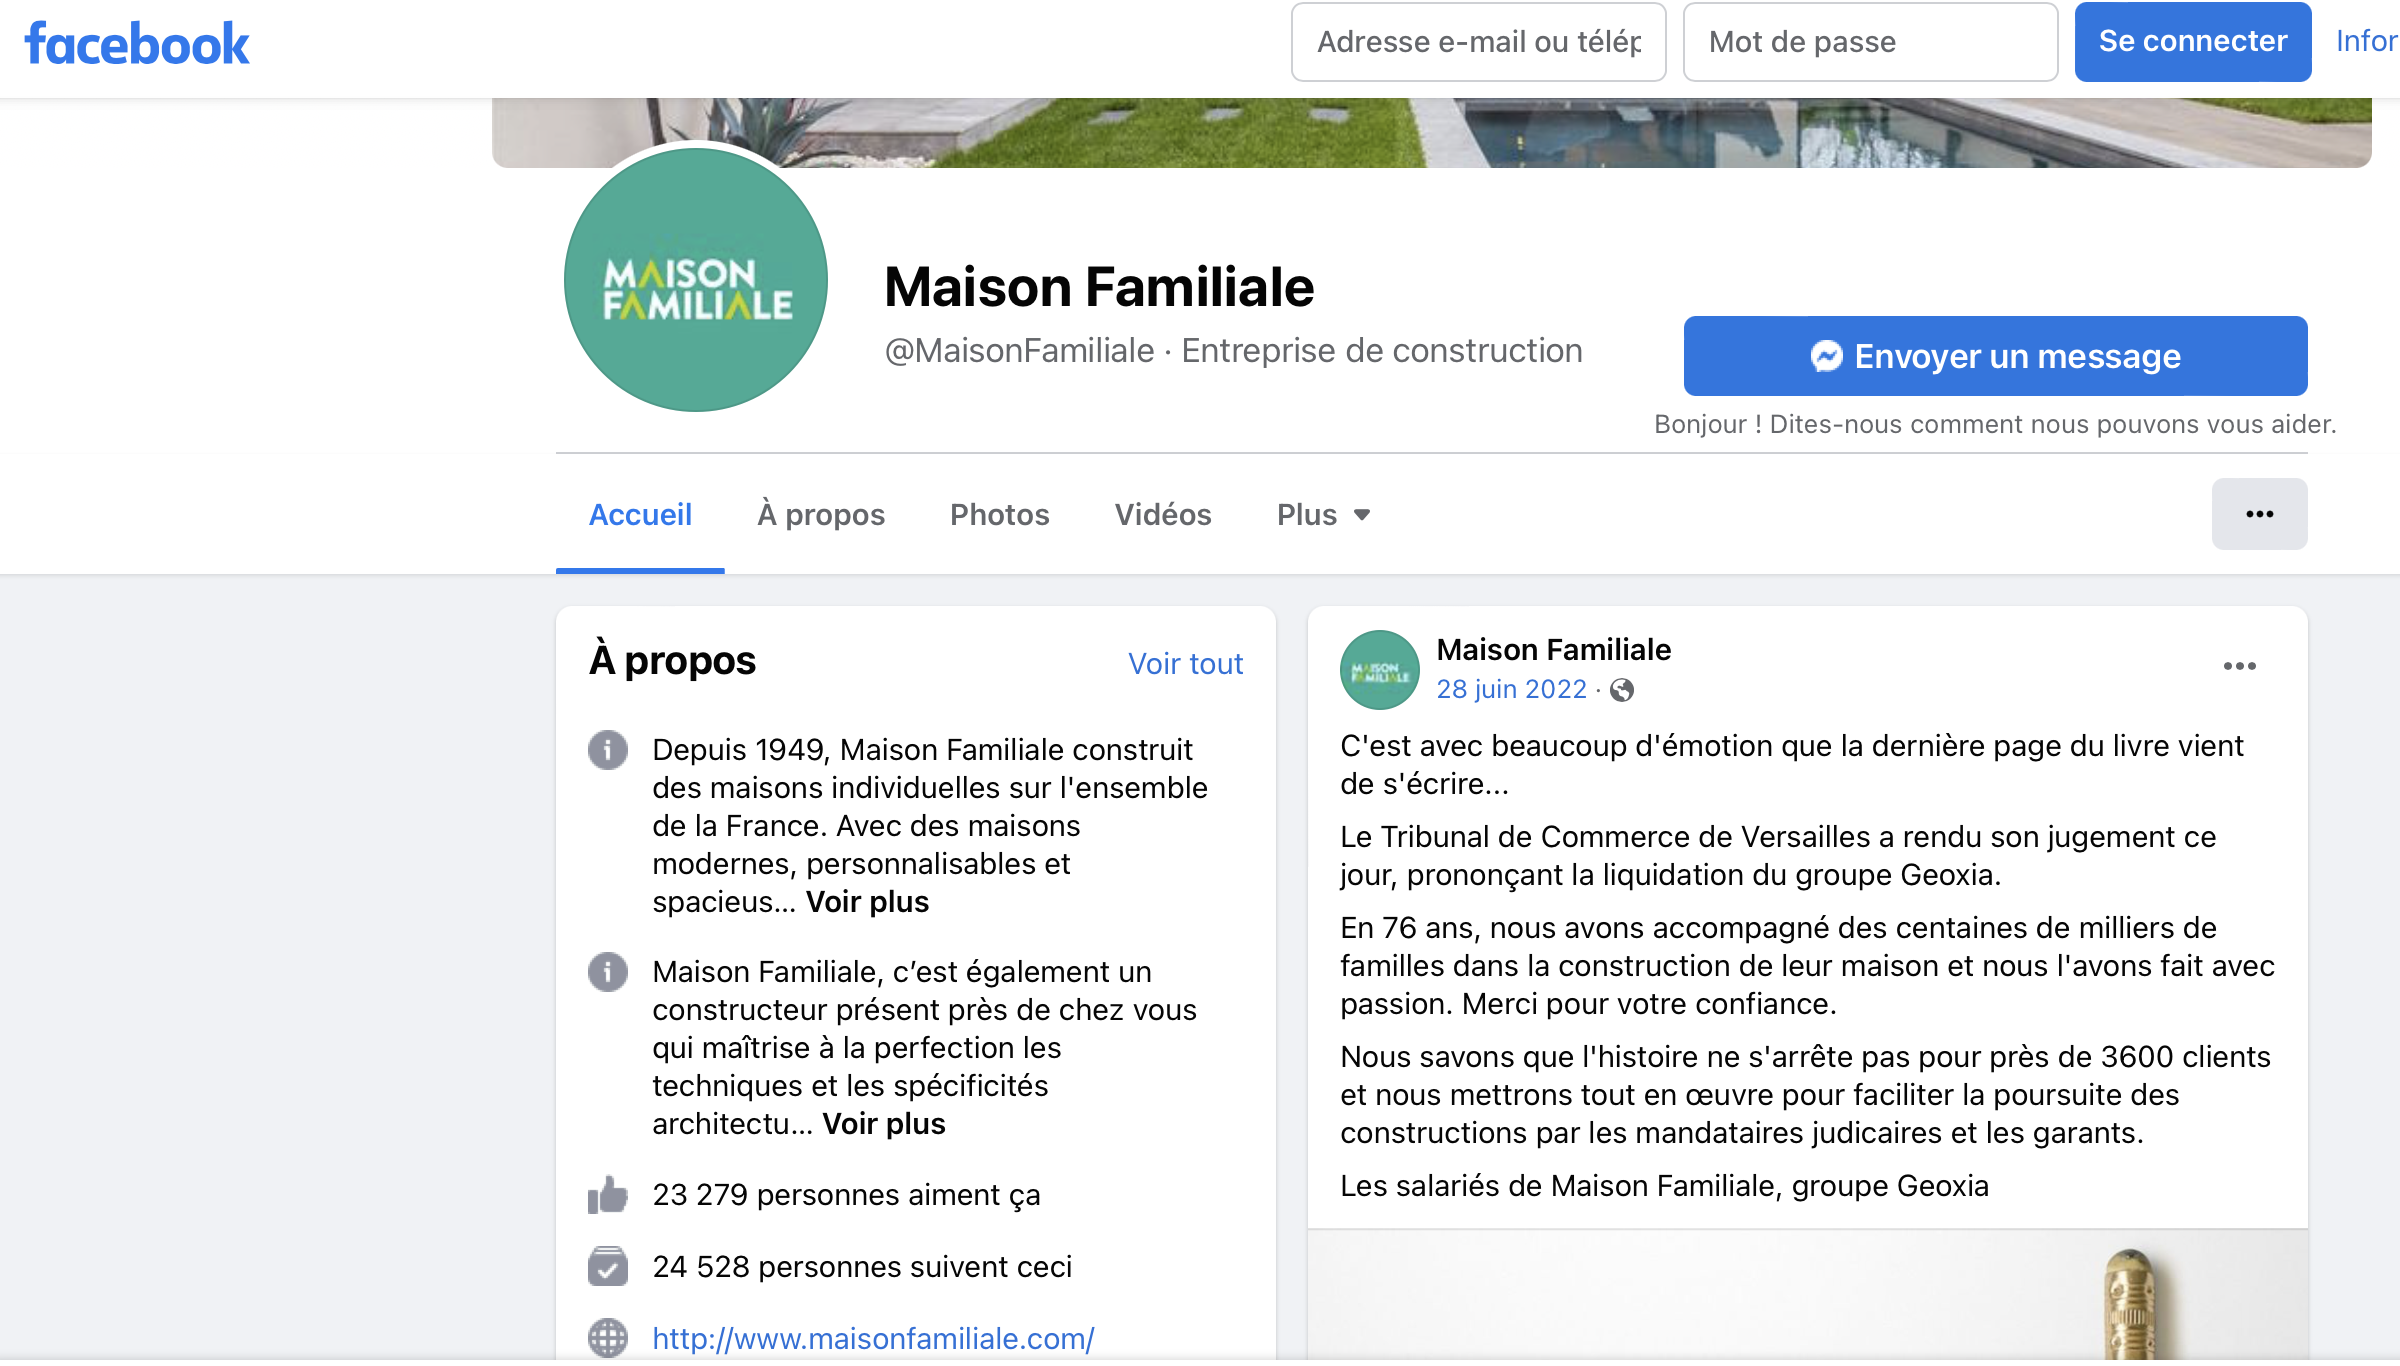 facebook
Adresse e-mail ou télép
Mot de passe
Se connecter
Infor
MAISON
FAMILIALE
Maison Familiale
@MaisonFamiliale · Entreprise de construction
Envoyer un message
Bonjour ! Dites-nous comment nous pouvons vous aider.
Accueil
À propos
Photos
Vidéos
Plus
À propos
Voir tout
Depuis 1949, Maison Familiale construit
des maisons individuelles sur l'ensemble
de la France. Avec des maisons
modernes, personnalisables et
spacieus... Voir plus
Maison Familiale, c’est également un
constructeur présent près de chez vous
qui maîtrise à la perfection les
techniques et les spécificités
architectu... Voir plus
23 279 personnes aiment ça
24 528 personnes suivent ceci
http://www.maisonfamiliale.com/
MAISON
FAMILIALE
Maison Familiale
28 juin 2022 ·
C'est avec beaucoup d'émotion que la dernière page du livre vient
de s'écrire...
Le Tribunal de Commerce de Versailles a rendu son jugement ce
jour, prononçant la liquidation du groupe Geoxia.
En 76 ans, nous avons accompagné des centaines de milliers de
familles dans la construction de leur maison et nous l'avons fait avec
passion. Merci pour votre confiance.
Nous savons que l'histoire ne s'arrête pas pour près de 3600 clients
et nous mettrons tout en œuvre pour faciliter la poursuite des
constructions par les mandataires judicaires et les garants.
Les salariés de Maison Familiale, groupe Geoxia